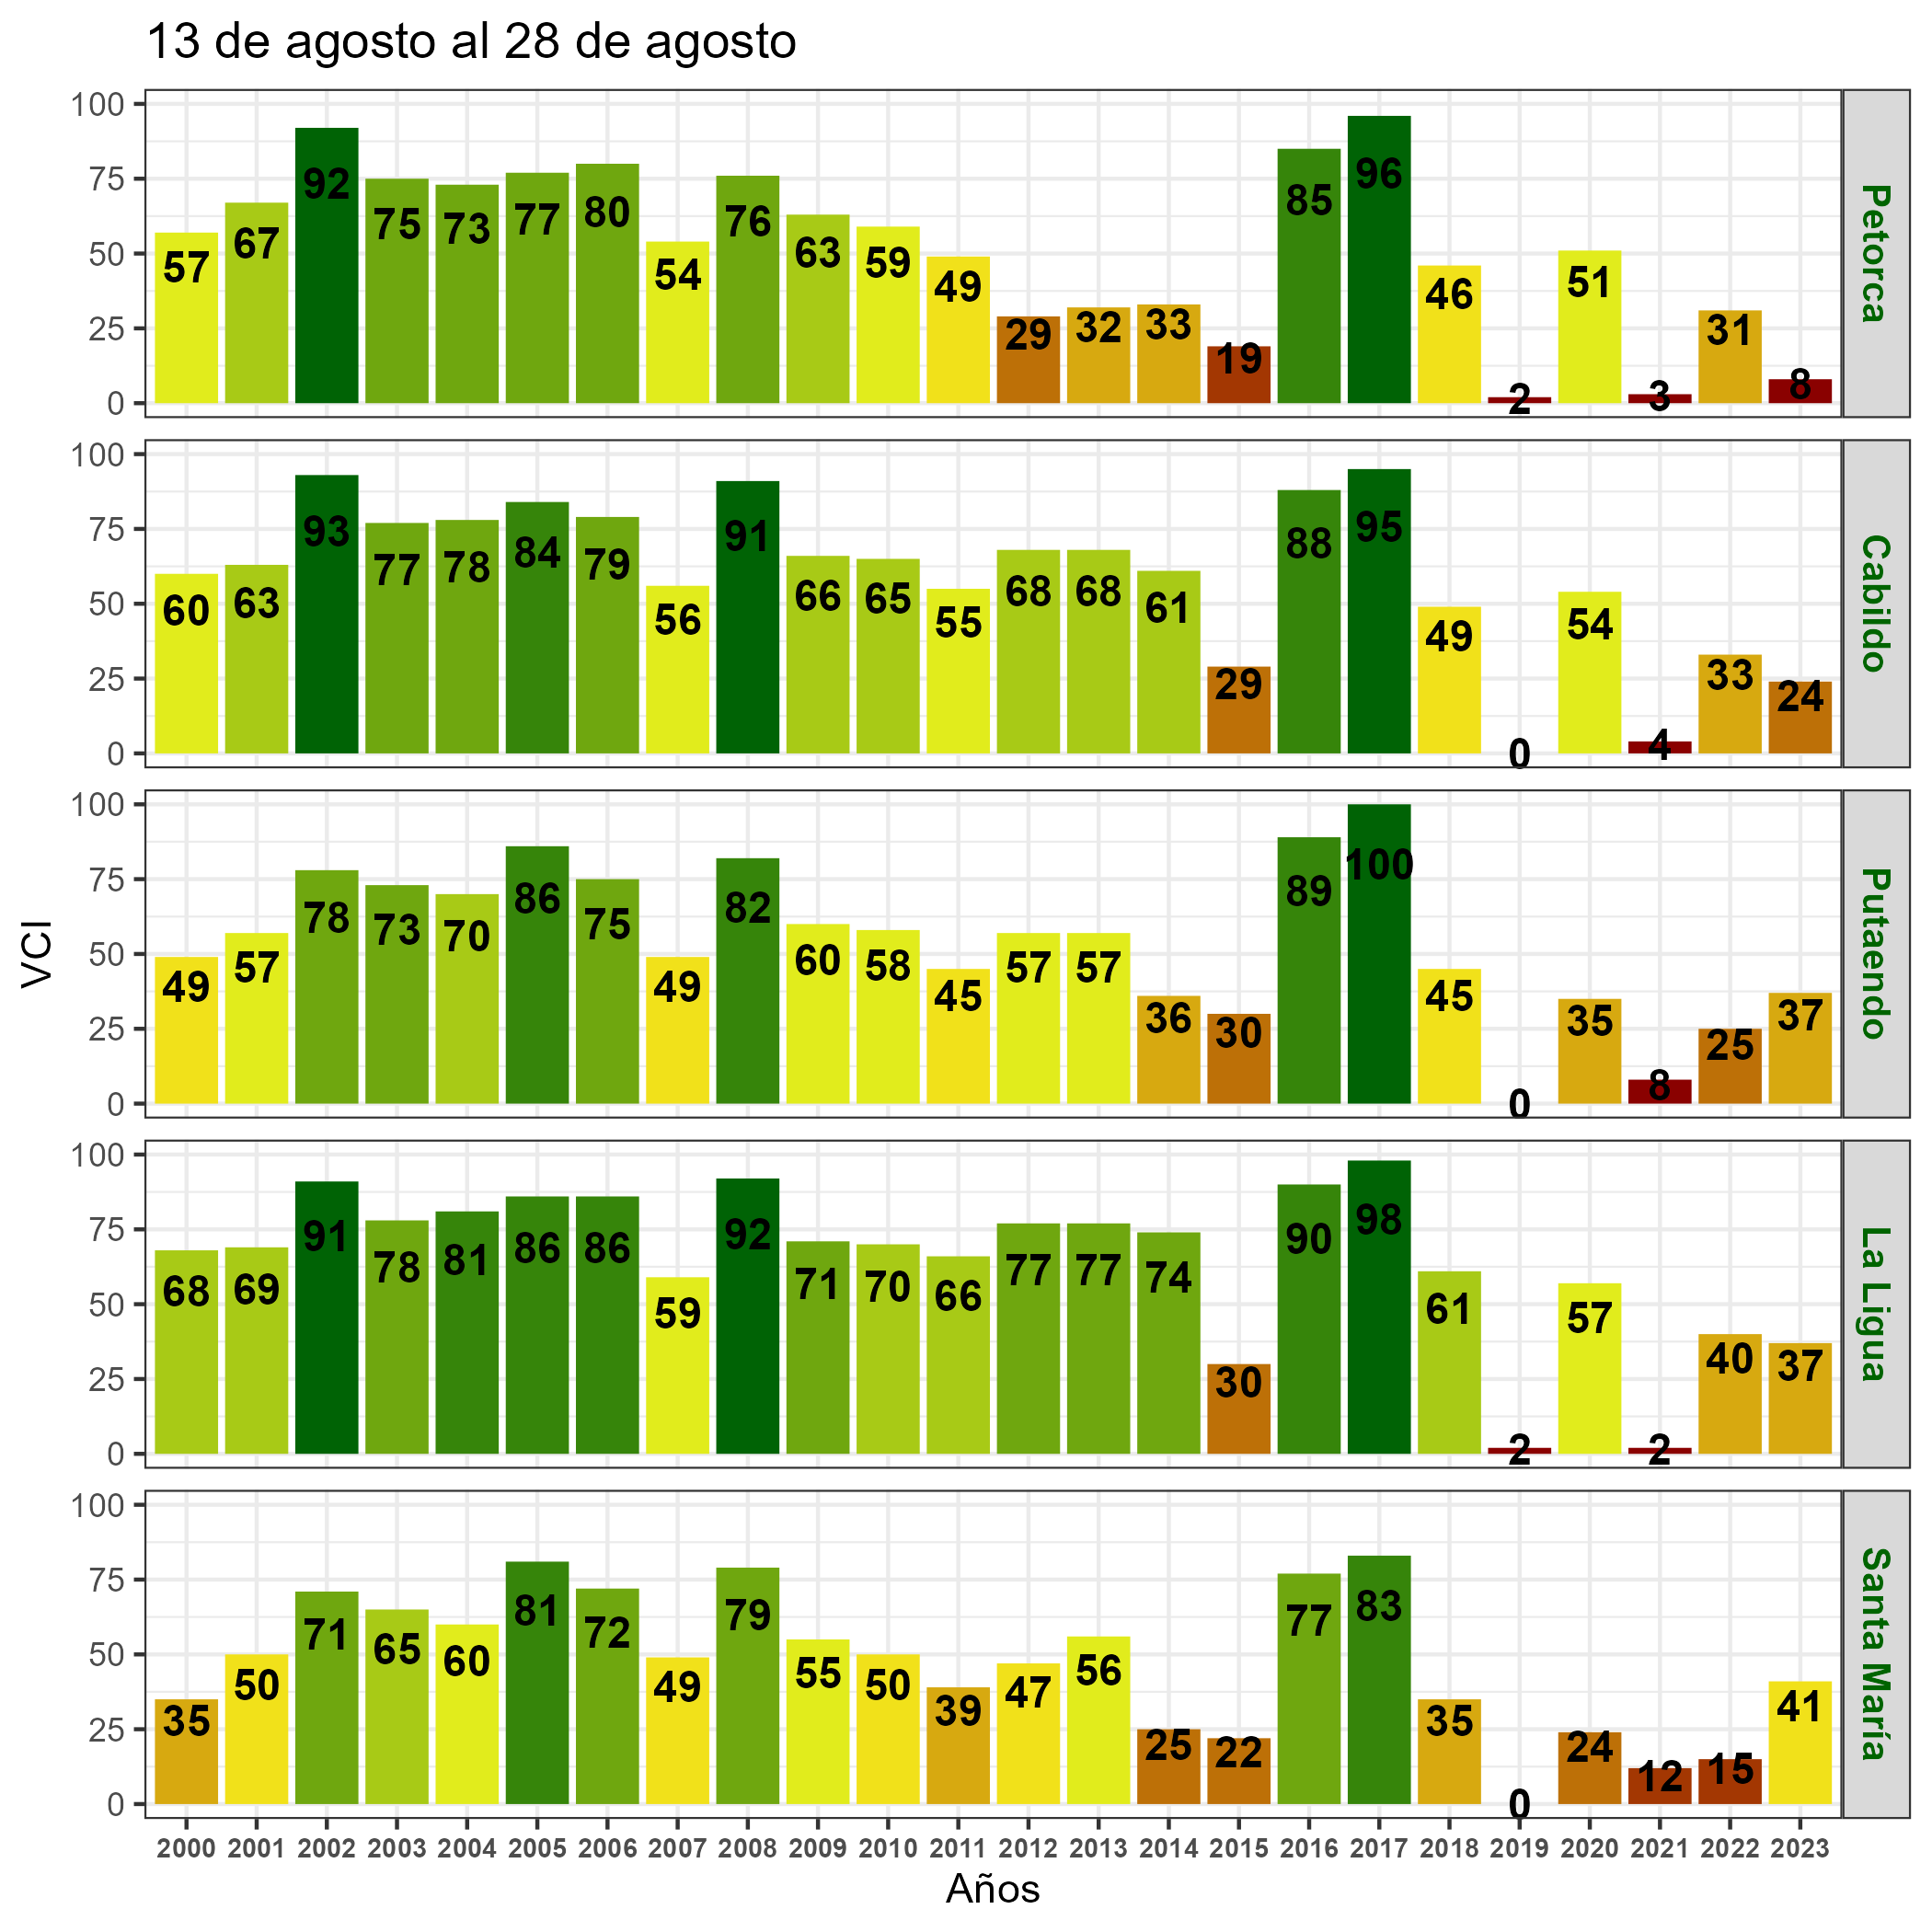 13 de agosto al 28 de agosto
100
75
50
25
0
57 67 92 75 73 77 80 54 76 63 59 49 29 32 33 19 85 96 46 2 51 3 31 8
Petorca
100
75
50
25
0
60 63 93 77 78 84 79 56 91 66 65 55 68 68 61 29 88 95 49 0 54 4 33 24
Cabildo
VCI
100
75
50
25
0
49 57 78 73 70 86 75 49 82 60 58 45 57 57 36 30 89 100 45 0 35 8 25 37
Putaendo
100
75
50
25
0
68 69 91 78 81 86 86 59 92 71 70 66 77 77 74 30 90 98 61 2 57 2 40 37
La Ligua
100
75
50
25
0
35 50 71 65 60 81 72 49 79 55 50 39 47 56 25 22 77 83 35 0 24 12 15 41
Santa María
2000 2001 2002 2003 2004 2005 2006 2007 2008 2009 2010 2011 2012 2013 2014 2015 2016 2017 2018 2019 2020 2021 2022 2023
Años